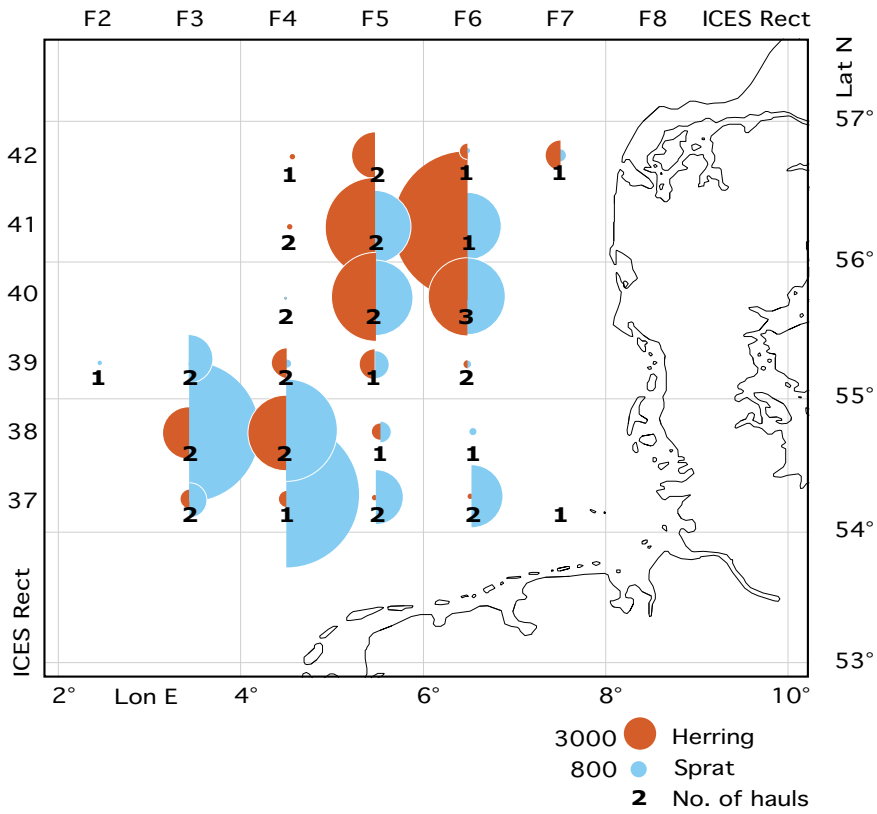 F2 F3 F4 F5 F6 F7 F8 ICES Rect
Lat N
57°
42 1 2 1 1
41 2 2 1
56°
40 2 2 3
39 1 2 2 1 2
55°
38 2 2 1 1
37 2 1 2 2 1
54°
ICES Rect
53°
2° Lon E 4° 6° 8° 10°
3000 Herring
800 Sprat
2 No. of hauls